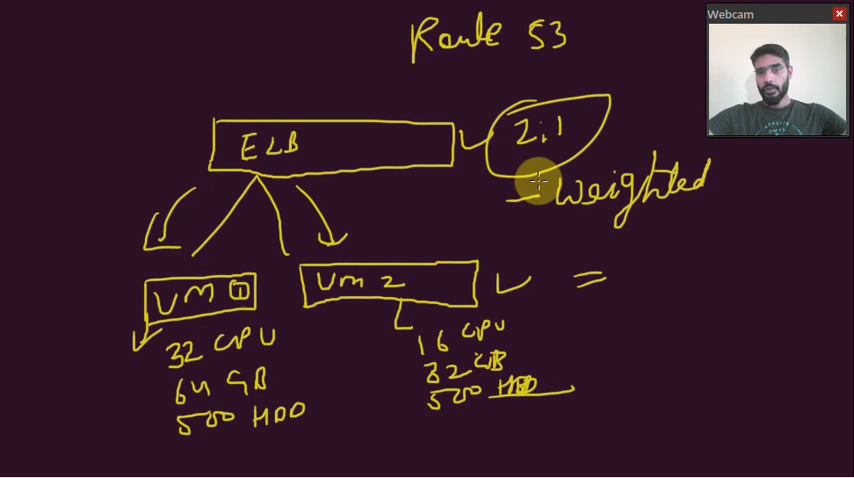 Webcam
Route 53
ELB
2:1
= Weighted
VM 1
VM 2
=
32 CPU
64 GB
500 HDD
16 CPU
32 GB
500 HDD